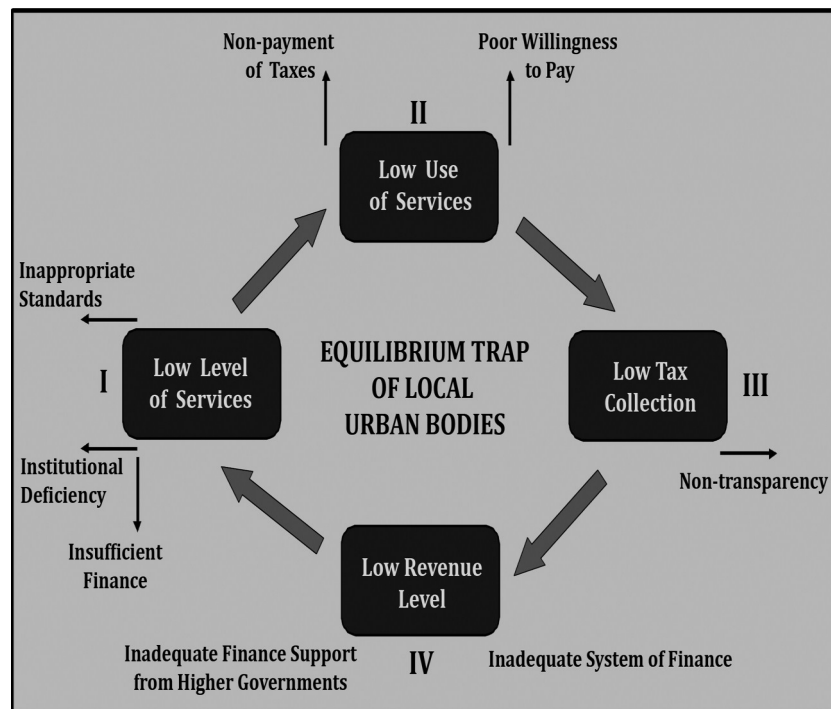 Non-payment
of Taxes
Poor Willingness
to Pay
II
Low Use
of Services
Inappropriate
Standards
I
Low Level
of Services
EQUILIBRIUM TRAP
OF LOCAL
URBAN BODIES
Low Tax
Collection
III
Institutional
Deficiency
Non-transparency
Insufficient
Finance
Low Revenue
Level
Inadequate Finance Support
from Higher Governments
IV
Inadequate System of Finance